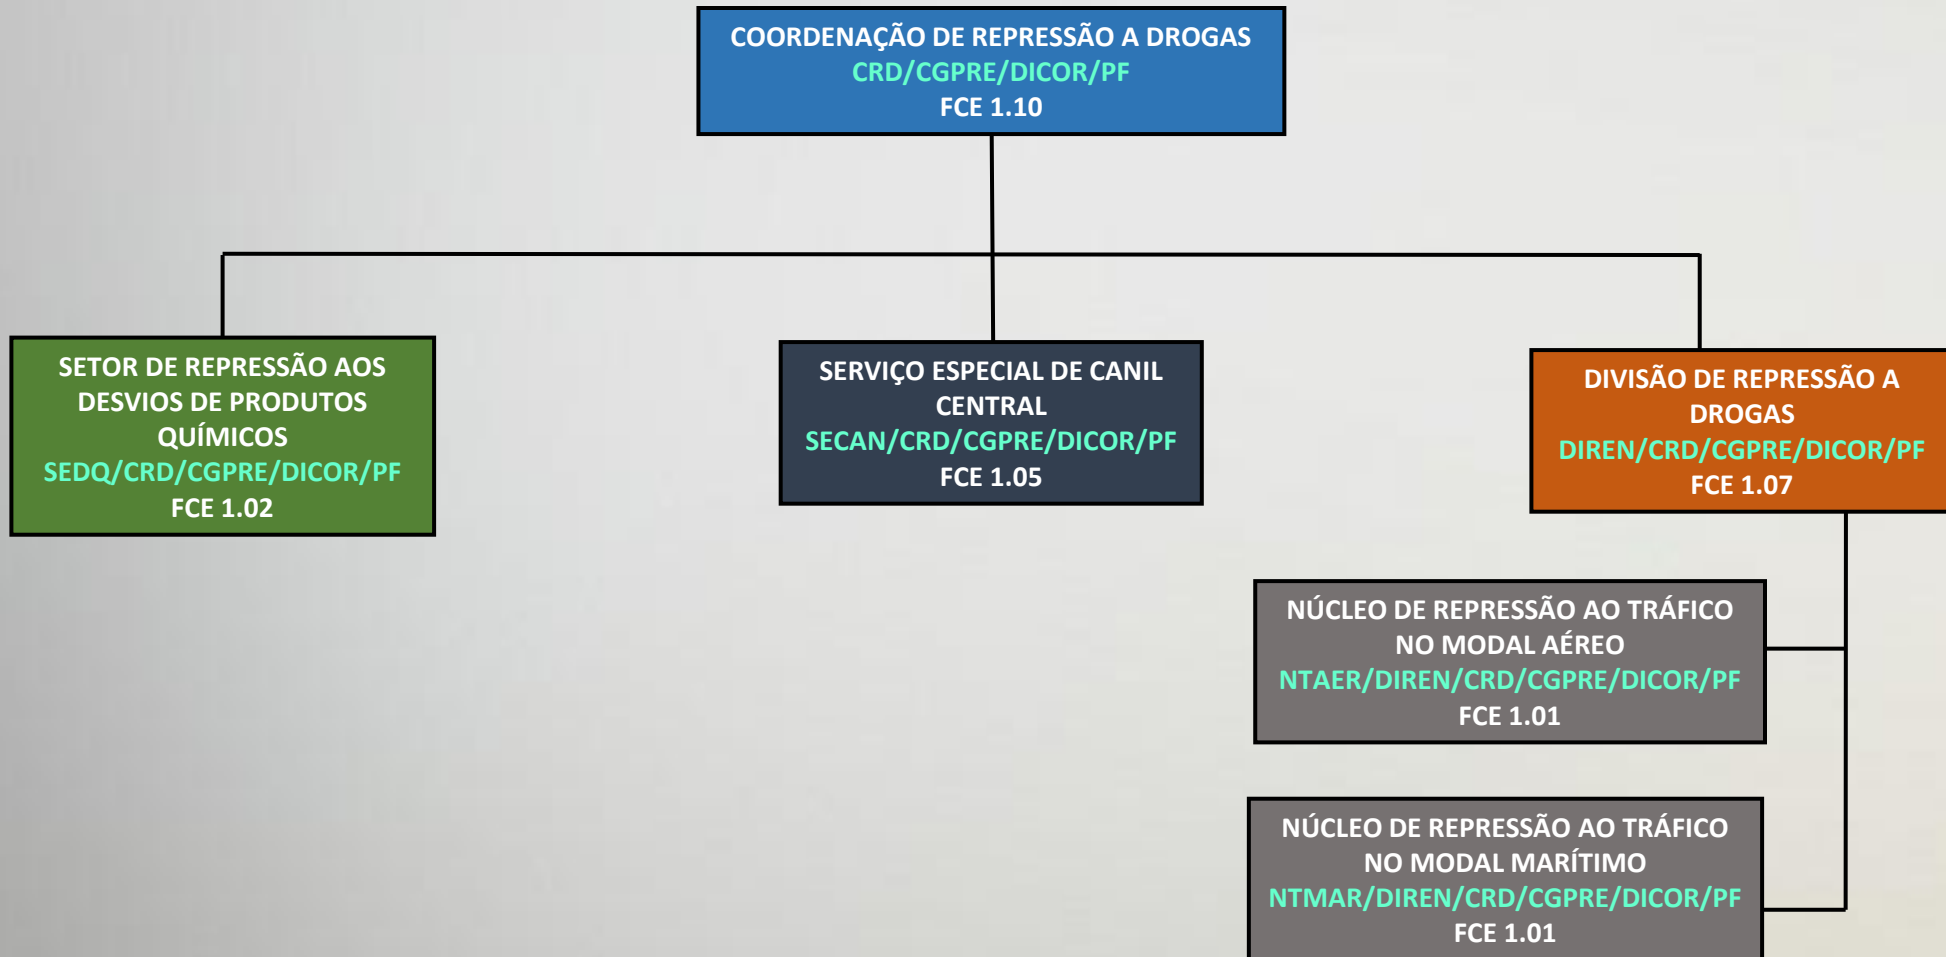 COORDENAÇÃO DE REPRESSÃO A DROGAS
CRD/CGPRE/DICOR/PF
FCE 1.10
SETOR DE REPRESSÃO AOS
DESVIOS DE PRODUTOS
QUÍMICOS
SEDQ/CRD/CGPRE/DICOR/PF
FCE 1.02
SERVIÇO ESPECIAL DE CANIL
CENTRAL
SECAN/CRD/CGPRE/DICOR/PF
FCE 1.05
DIVISÃO DE REPRESSÃO A
DROGAS
DIREN/CRD/CGPRE/DICOR/PF
FCE 1.07
NÚCLEO DE REPRESSÃO AO TRÁFICO
NO MODAL AÉREO
NTAER/DIREN/CRD/CGPRE/DICOR/PF
FCE 1.01
NÚCLEO DE REPRESSÃO AO TRÁFICO
NO MODAL MARÍTIMO
NTMAR/DIREN/CRD/CGPRE/DICOR/PF
FCE 1.01